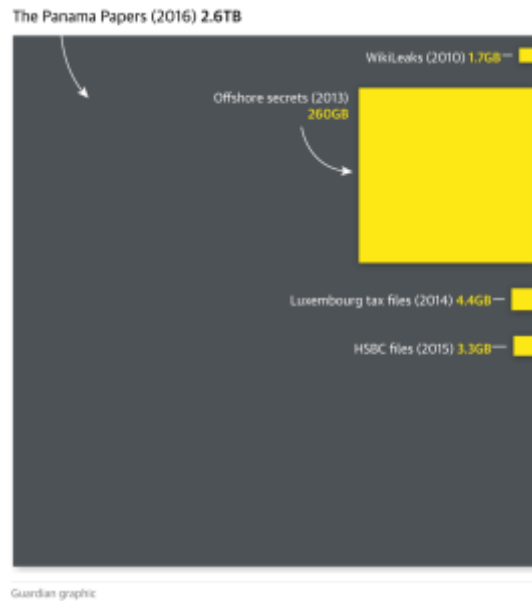 The Panama Papers (2016) 2.6TB
WikiLeaks (2010) 1.7GB
Offshore secrets (2013)
260GB
Luxembourg tax files (2014) 4.4GB
HSBC files (2015) 3.3GB
Guardian graphic